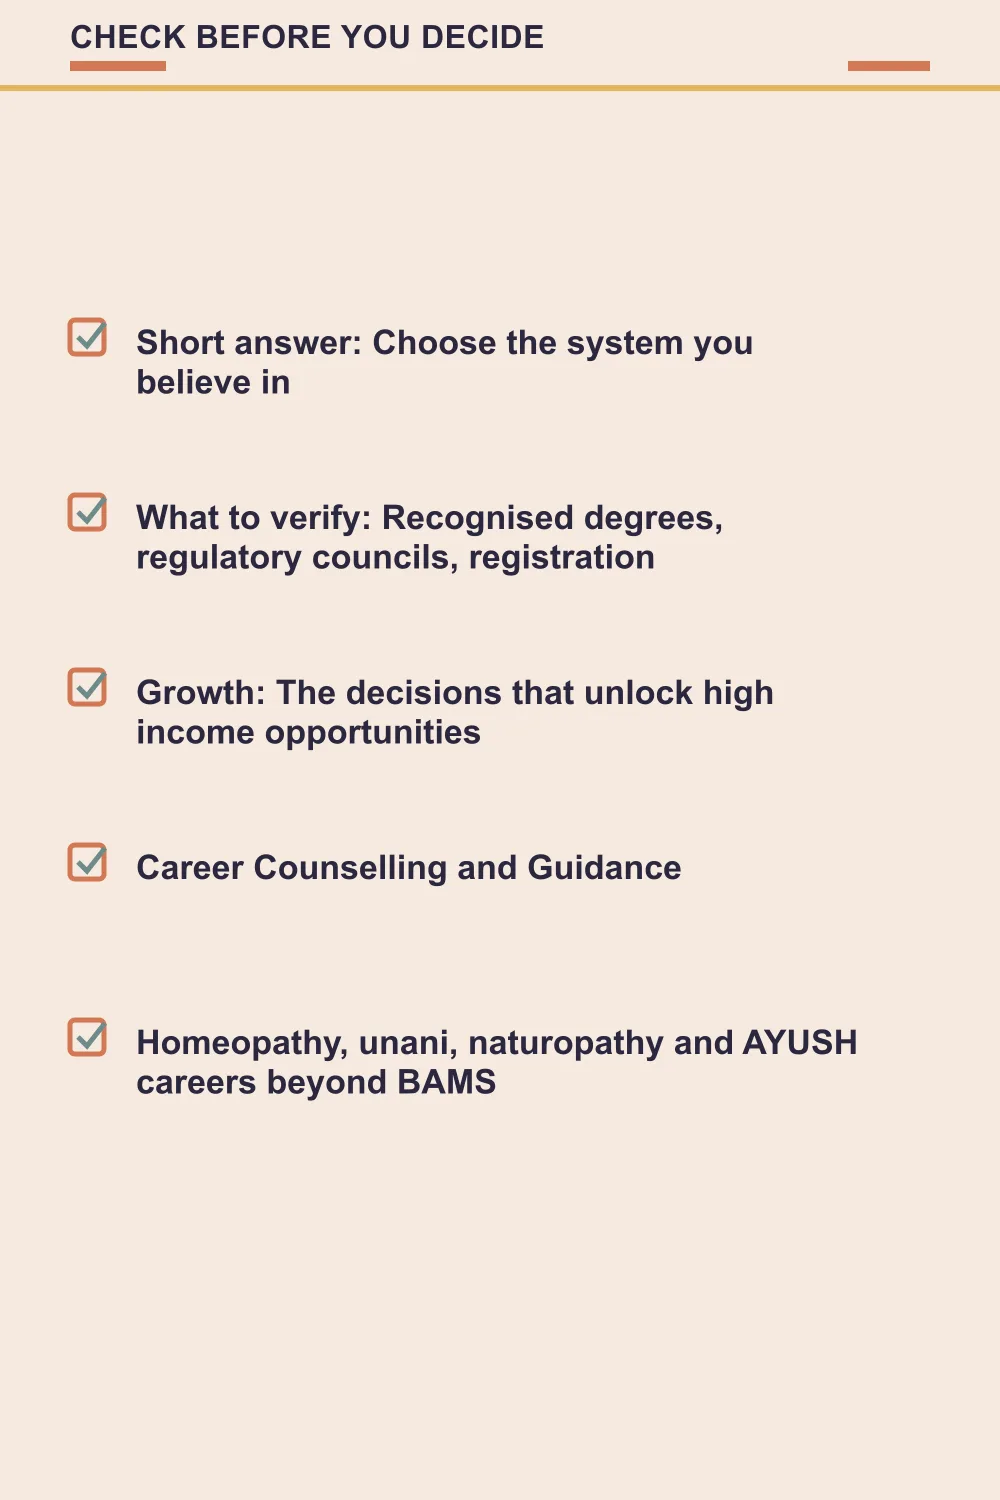 CHECK BEFORE YOU DECIDE
Short answer: Choose the system you
believe in
What to verify: Recognised degrees,
regulatory councils, registration
Growth: The decisions that unlock high
income opportunities
Career Counselling and Guidance
Homeopathy, unani, naturopathy and AYUSH
careers beyond BAMS